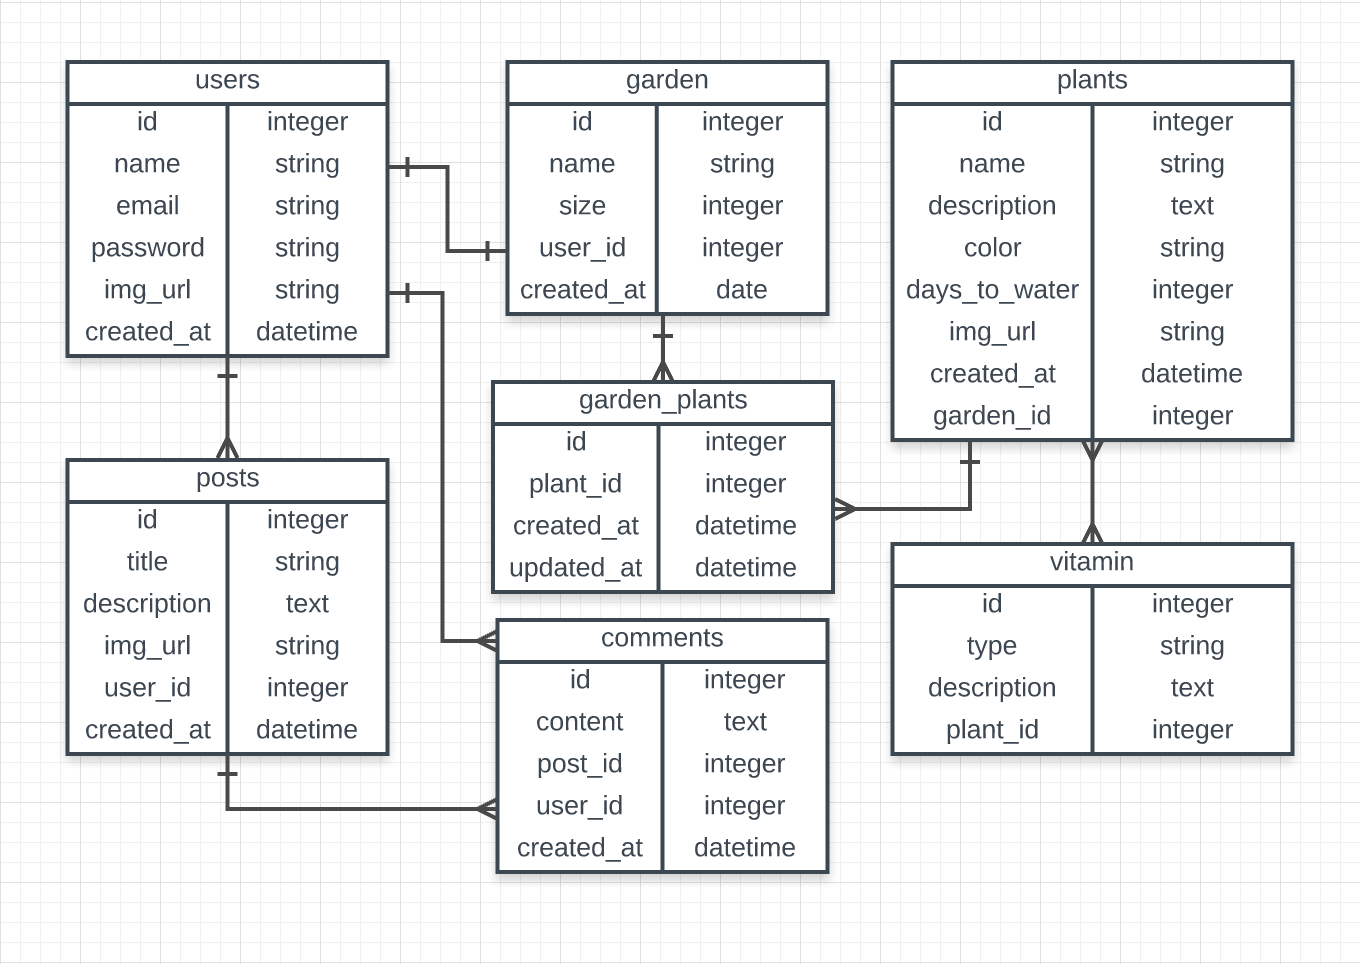 users
id integer
name string
email string
password string
img_url string
created_at datetime
garden
id integer
name string
size integer
user_id integer
created_at date
plants
id integer
name string
description text
color string
days_to_water integer
img_url string
created_at datetime
garden_id integer
garden_plants
id integer
plant_id integer
created_at datetime
updated_at datetime
posts
id integer
title string
description text
img_url string
user_id integer
created_at datetime
comments
id integer
content text
post_id integer
user_id integer
created_at datetime
vitamin
id integer
type string
description text
plant_id integer